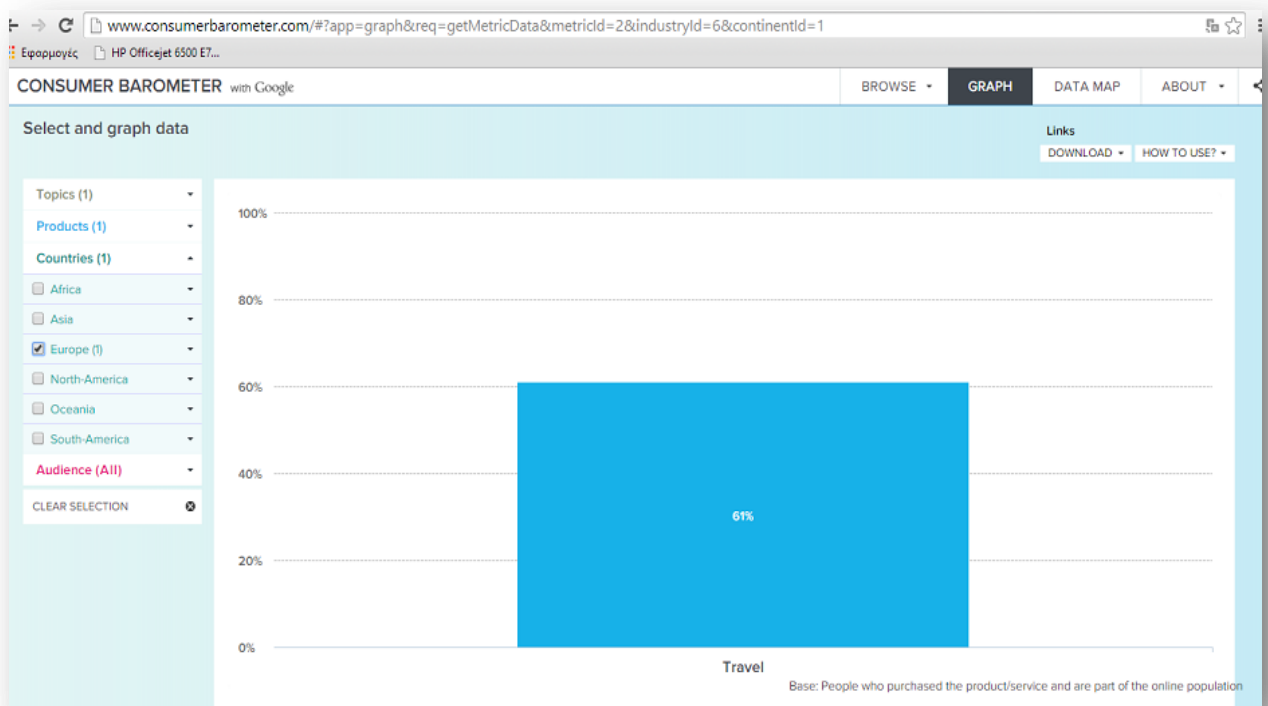 www.consumerbarometer.com/#?app=graph&req=getMetricData&metricId=2&industryId=6&continentId=1
Εφαρμογές HP Officejet 6500 E7...
CONSUMER BAROMETER with Google
BROWSE GRAPH DATA MAP ABOUT
Select and graph data
Links
DOWNLOAD HOW TO USE?
Topics (1)
Products (1)
Countries (1)
Africa
Asia
Europe (1)
North-America
Oceania
South-America
Audience (All)
CLEAR SELECTION
100%
80%
60%
40%
20%
0%
61%
Travel
Base: People who purchased the product/service and are part of the online population